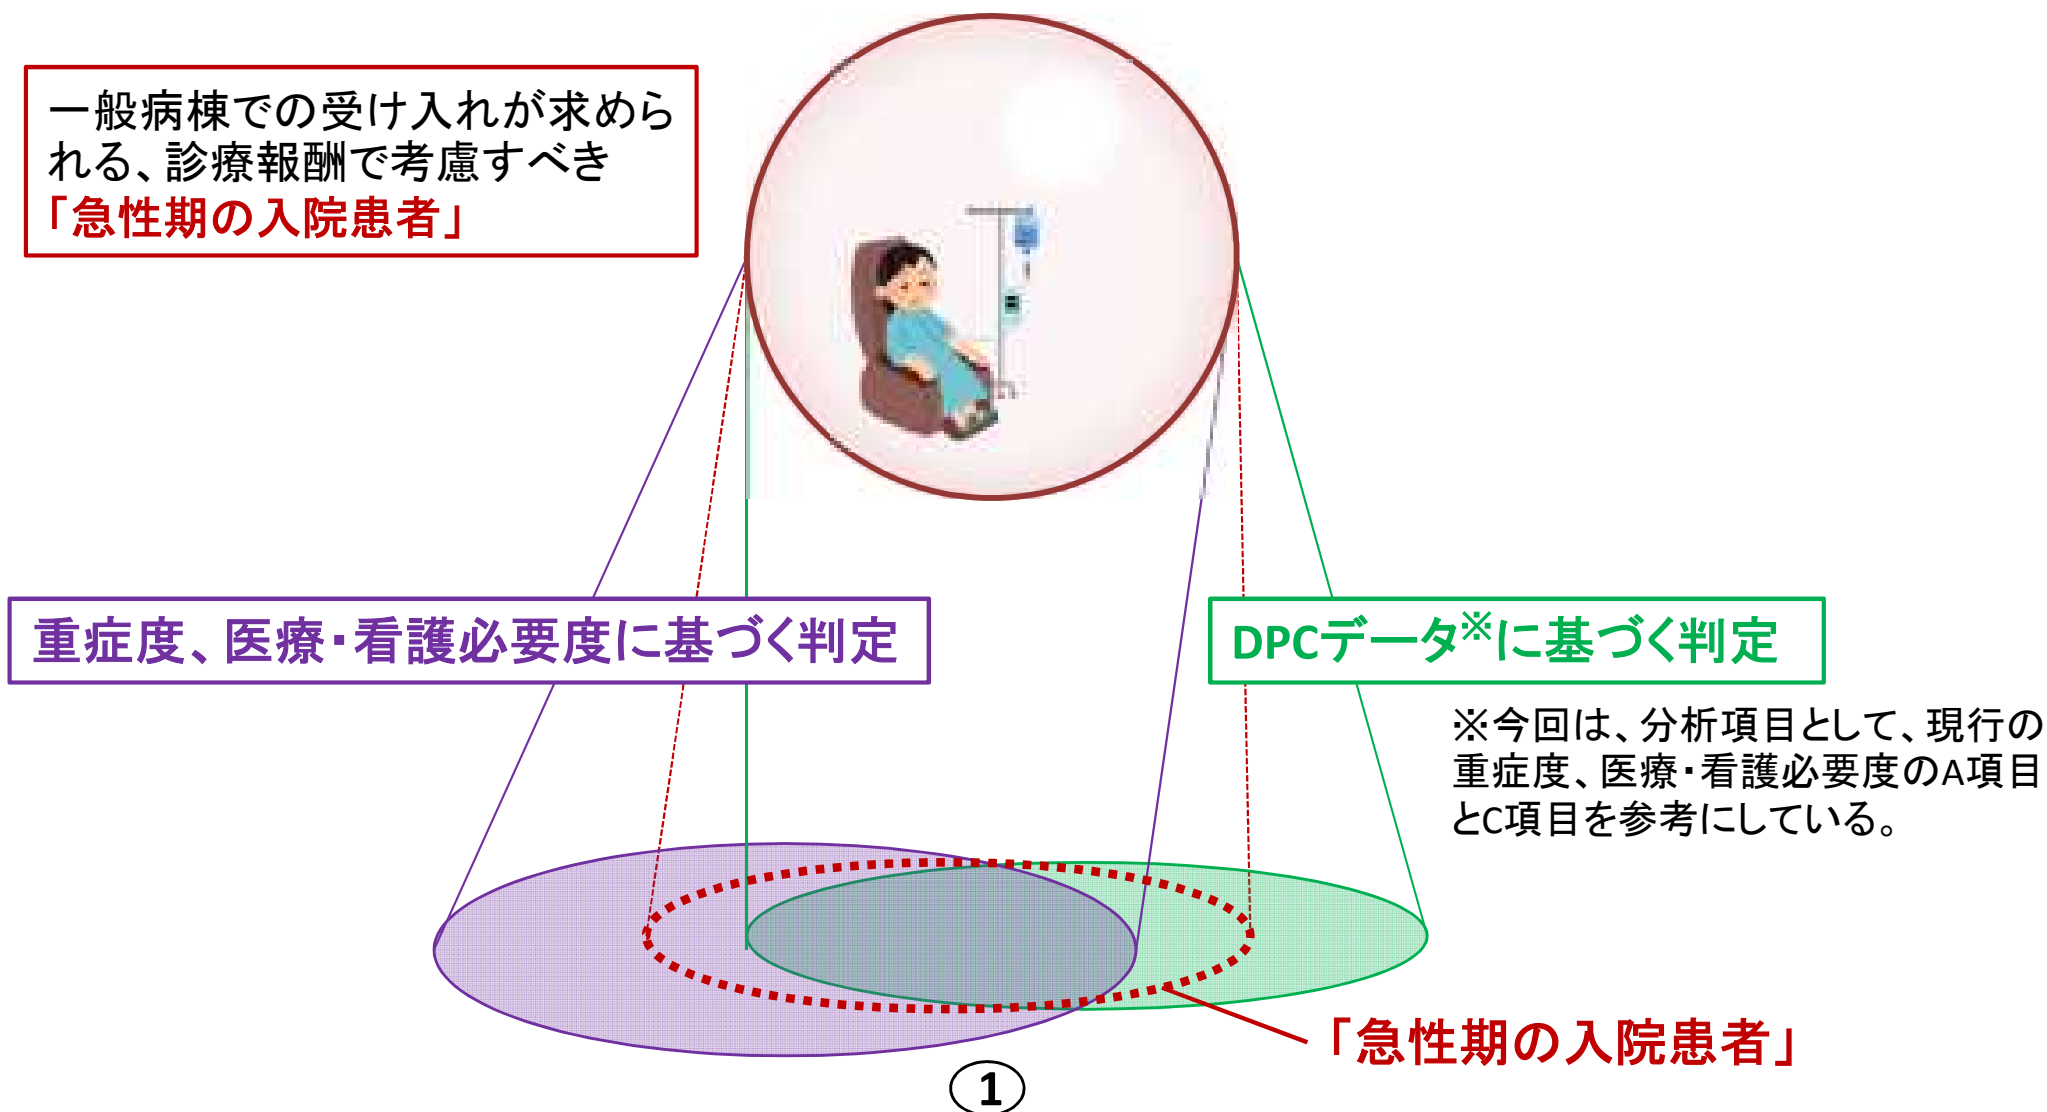 一般病棟での受け入れが求めら
れる、診療報酬で考慮すべき
「急性期の入院患者」
重症度、医療・看護必要度に基づく判定
DPCデータ※に基づく判定
※今回は、分析項目として、現行の
重症度、医療・看護必要度のA項目
とC項目を参考にしている。
「急性期の入院患者」
1